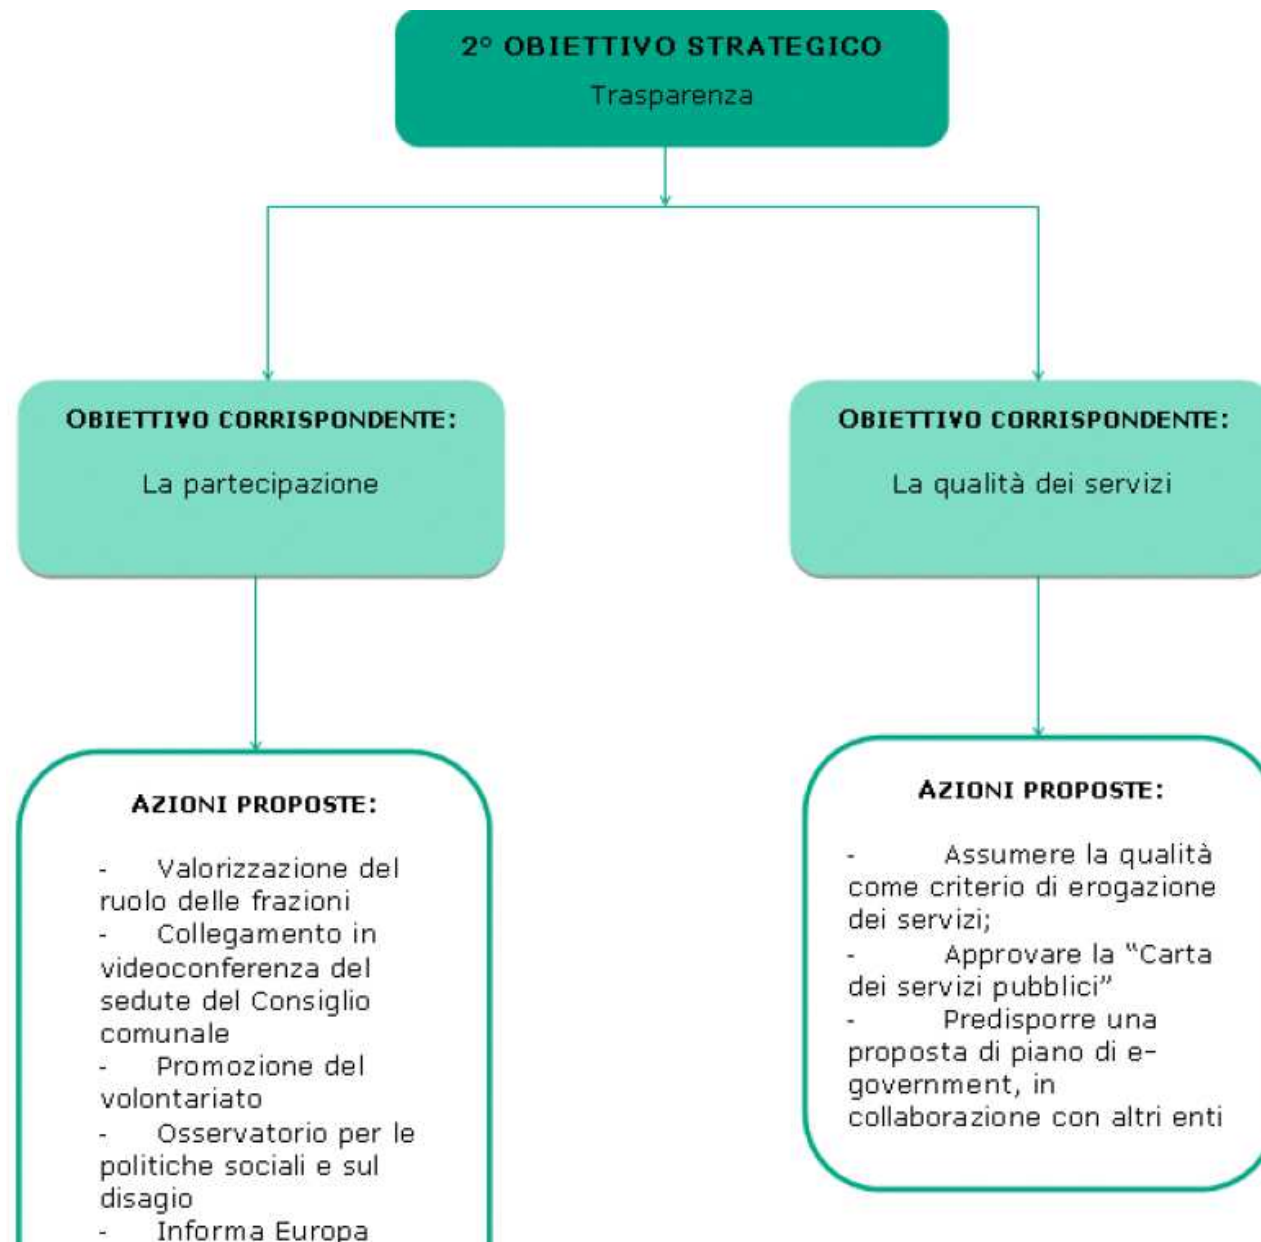 2° OBIETTIVO STRATEGICO
Trasparenza
OBIETTIVO CORRISPONDENTE:
La partecipazione
OBIETTIVO CORRISPONDENTE:
La qualità dei servizi
AZIONI PROPOSTE:
- Valorizzazione del
ruolo delle frazioni
- Collegamento in
videoconferenza del
sedute del Consiglio
comunale
- Promozione del
volontariato
- Osservatorio per le
politiche sociali e sul
disagio
- Informa Europa
AZIONI PROPOSTE:
- Assumere la qualità
come criterio di erogazione
dei servizi;
- Approvare la “Carta
dei servizi pubblici”
- Predisporre una
proposta di piano di e-
government, in
collaborazione con altri enti